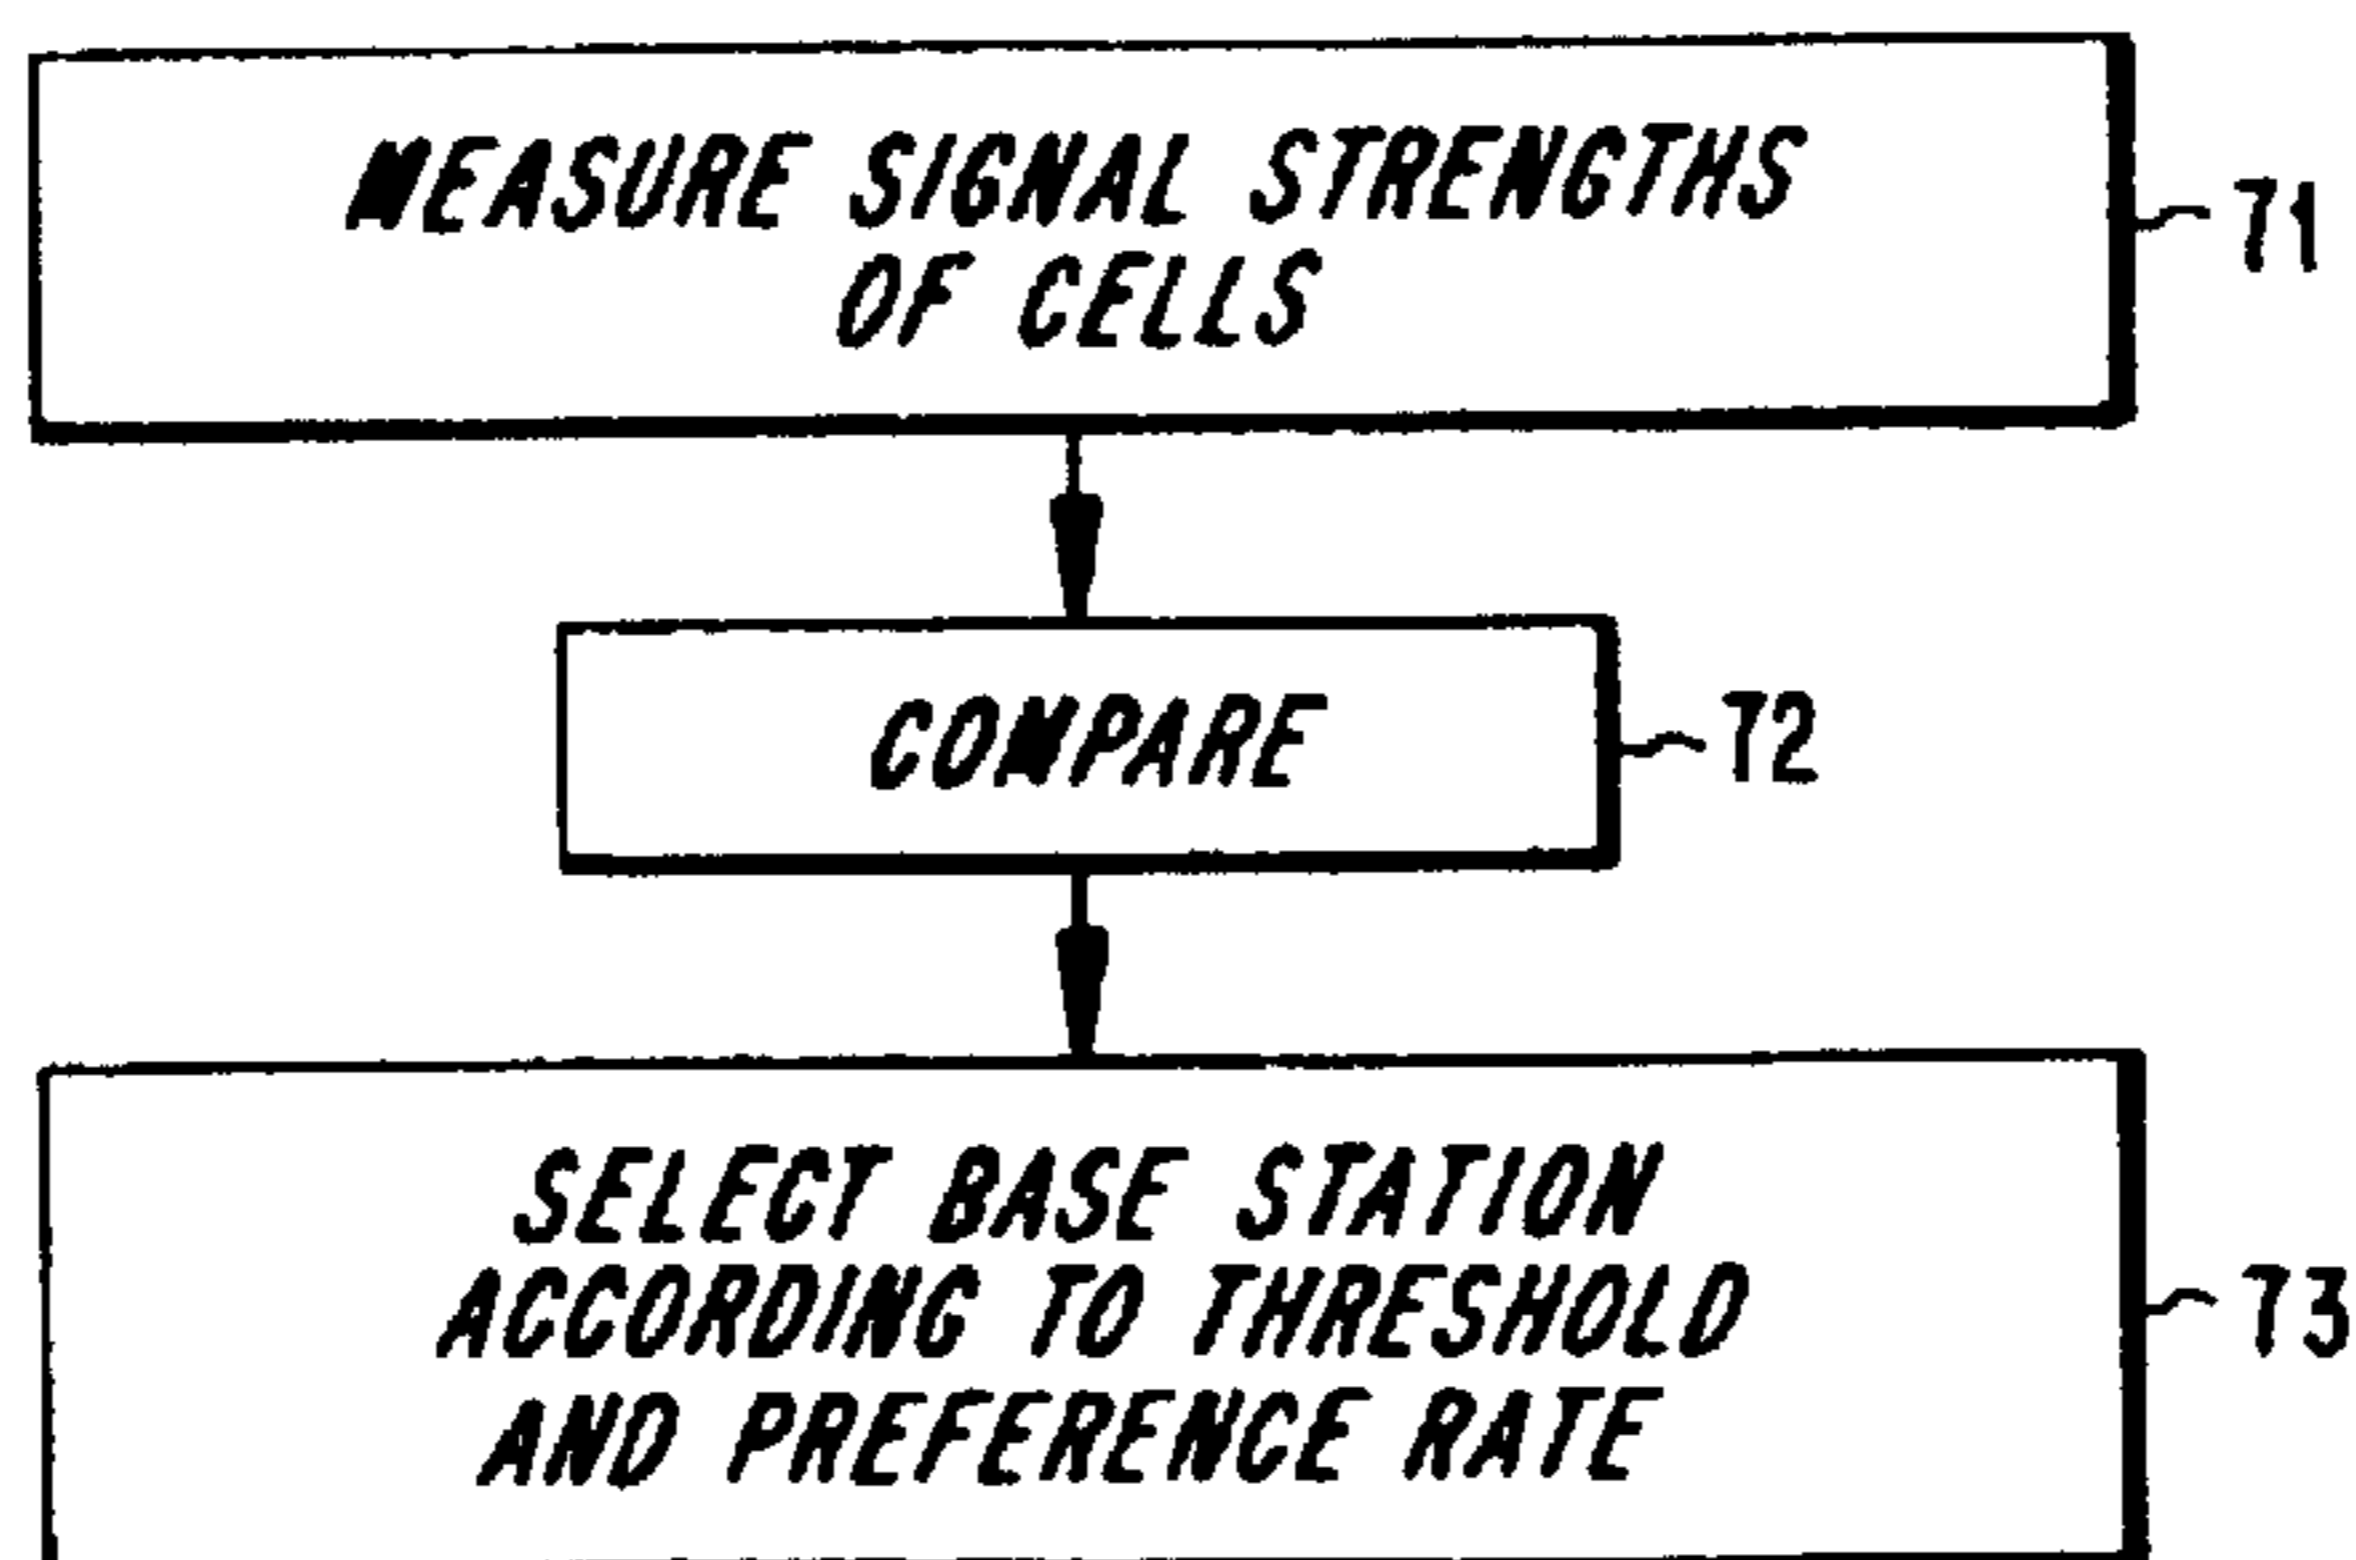 MEASURE SIGNAL STRENGTHS
OF CELLS
71
COMPARE
72
SELECT BASE STATION
ACCORDING TO THRESHOLD
AND PREFERENCE RATE
73